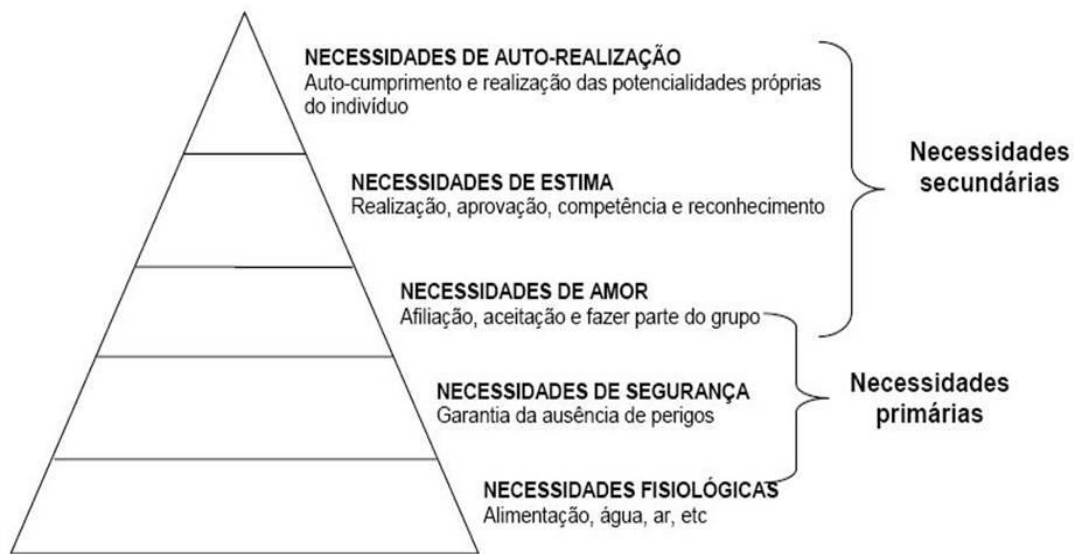 NECESSIDADES DE AUTO-REALIZAÇÃO
Auto-cumprimento e realização das potencialidades próprias
do indivíduo
NECESSIDADES DE ESTIMA
Realização, aprovação, competência e reconhecimento
Necessidades
secundárias
NECESSIDADES DE AMOR
Afiliação, aceitação e fazer parte do grupo
NECESSIDADES DE SEGURANÇA
Garantia da ausência de perigos
Necessidades
primárias
NECESSIDADES FISIOLÓGICAS
Alimentação, água, ar, etc